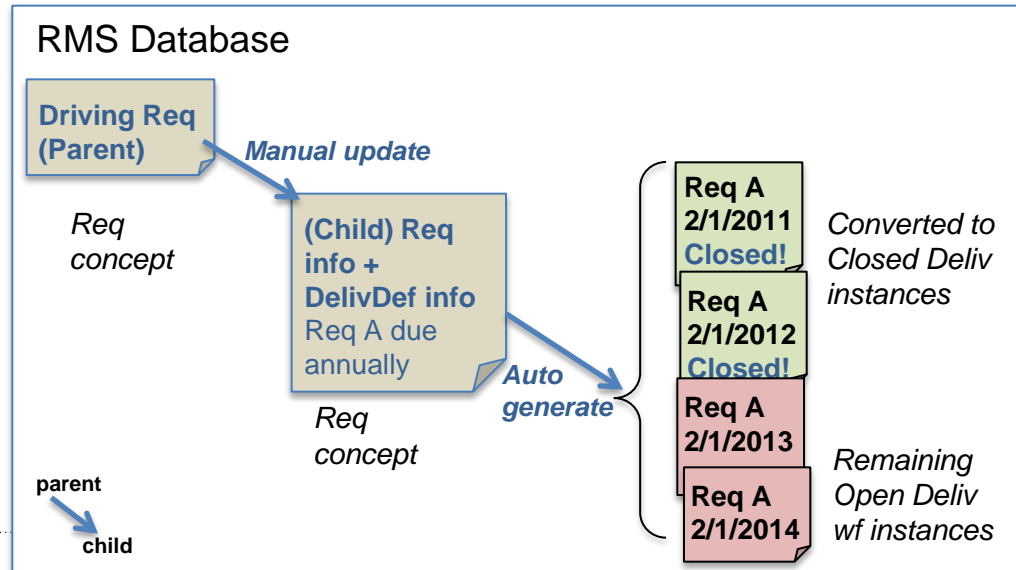 RMS Database
Driving Req
(Parent)
Manual update
Req
concept
(Child) Req
info +
DelivDef info
Req A due
annually
Req
concept
Auto
generate
Req A
2/1/2011
Closed!
Req A
2/1/2012
Closed!
Converted to
Closed Deliv
instances
Req A
2/1/2013
Req A
2/1/2014
Remaining
Open Deliv
wf instances
parent
child